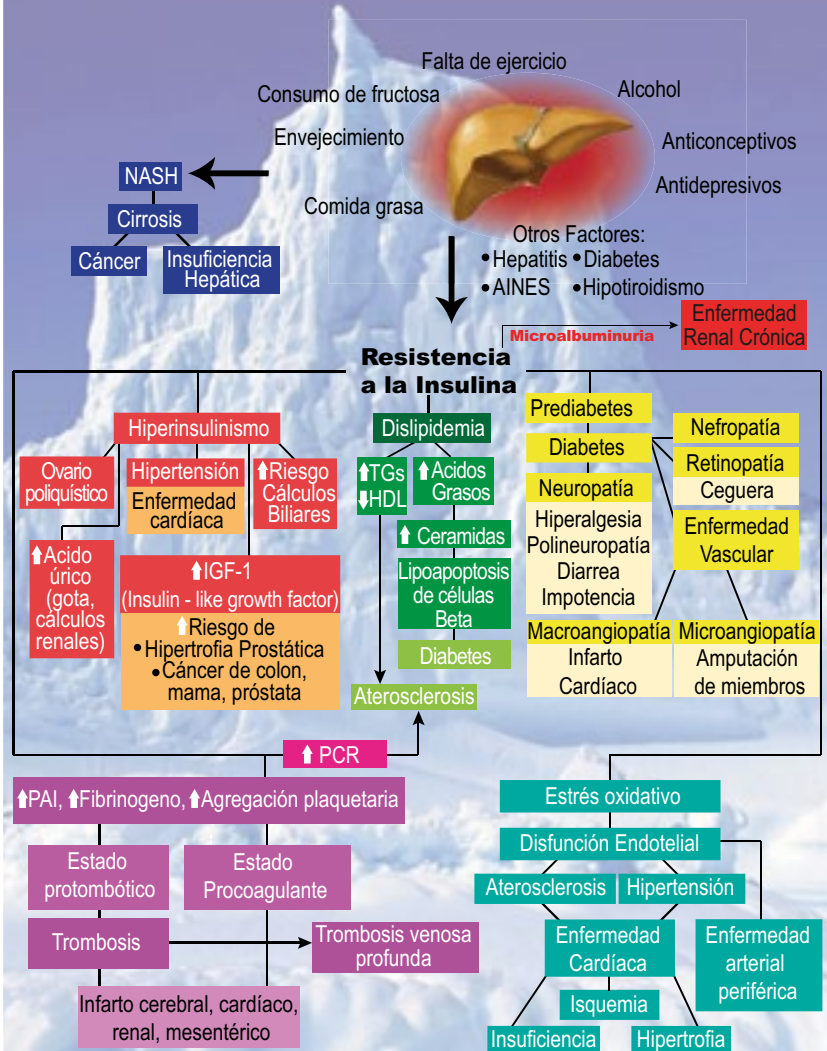 Falta de ejercicio
Consumo de fructosa
Alcohol
Envejecimiento
Anticonceptivos
Antidepresivos
Comida grasa
NASH
Cirrosis
Cáncer
Insuficiencia
Hepática
Otros Factores:
•Hepatitis •Diabetes
•AINES •Hipotiroidismo
Microalbuminuria
Enfermedad
Renal Crónica
Resistencia
a la Insulina
Hiperinsulinismo
Ovario
poliquístico
Hipertensión
Enfermedad
cardíaca
⬆Riesgo
Cálculos
Biliares
⬆Acido
úrico
(gota,
cálculos
renales)
⬆IGF-1
(Insulin - like growth factor)
⬆Riesgo de
•Hipertrofia Prostática
•Cáncer de colon,
mama, próstata
Dislipidemia
⬆TGs
⬇HDL
⬆Acidos
Grasos
⬆ Ceramidas
Lipoapoptosis
de células
Beta
Diabetes
Aterosclerosis
Prediabetes
Diabetes
Neuropatía
Hiperalgesia
Polineuropatía
Diarrea
Impotencia
Nefropatía
Retinopatía
Ceguera
Enfermedad
Vascular
Macroangiopatía
Infarto
Cardíaco
Microangiopatía
Amputación
de miembros
⬆ PCR
⬆PAI, ⬆Fibrinogeno, ⬆Agregación plaquetaria
Estado
protombótico
Estado
Procoagulante
Trombosis
Trombosis venosa
profunda
Infarto cerebral, cardíaco,
renal, mesentérico
Estrés oxidativo
Disfunción Endotelial
Aterosclerosis
Hipertensión
Enfermedad
Cardíaca
Enfermedad
arterial
periférica
Isquemia
Insuficiencia
Hipertrofia